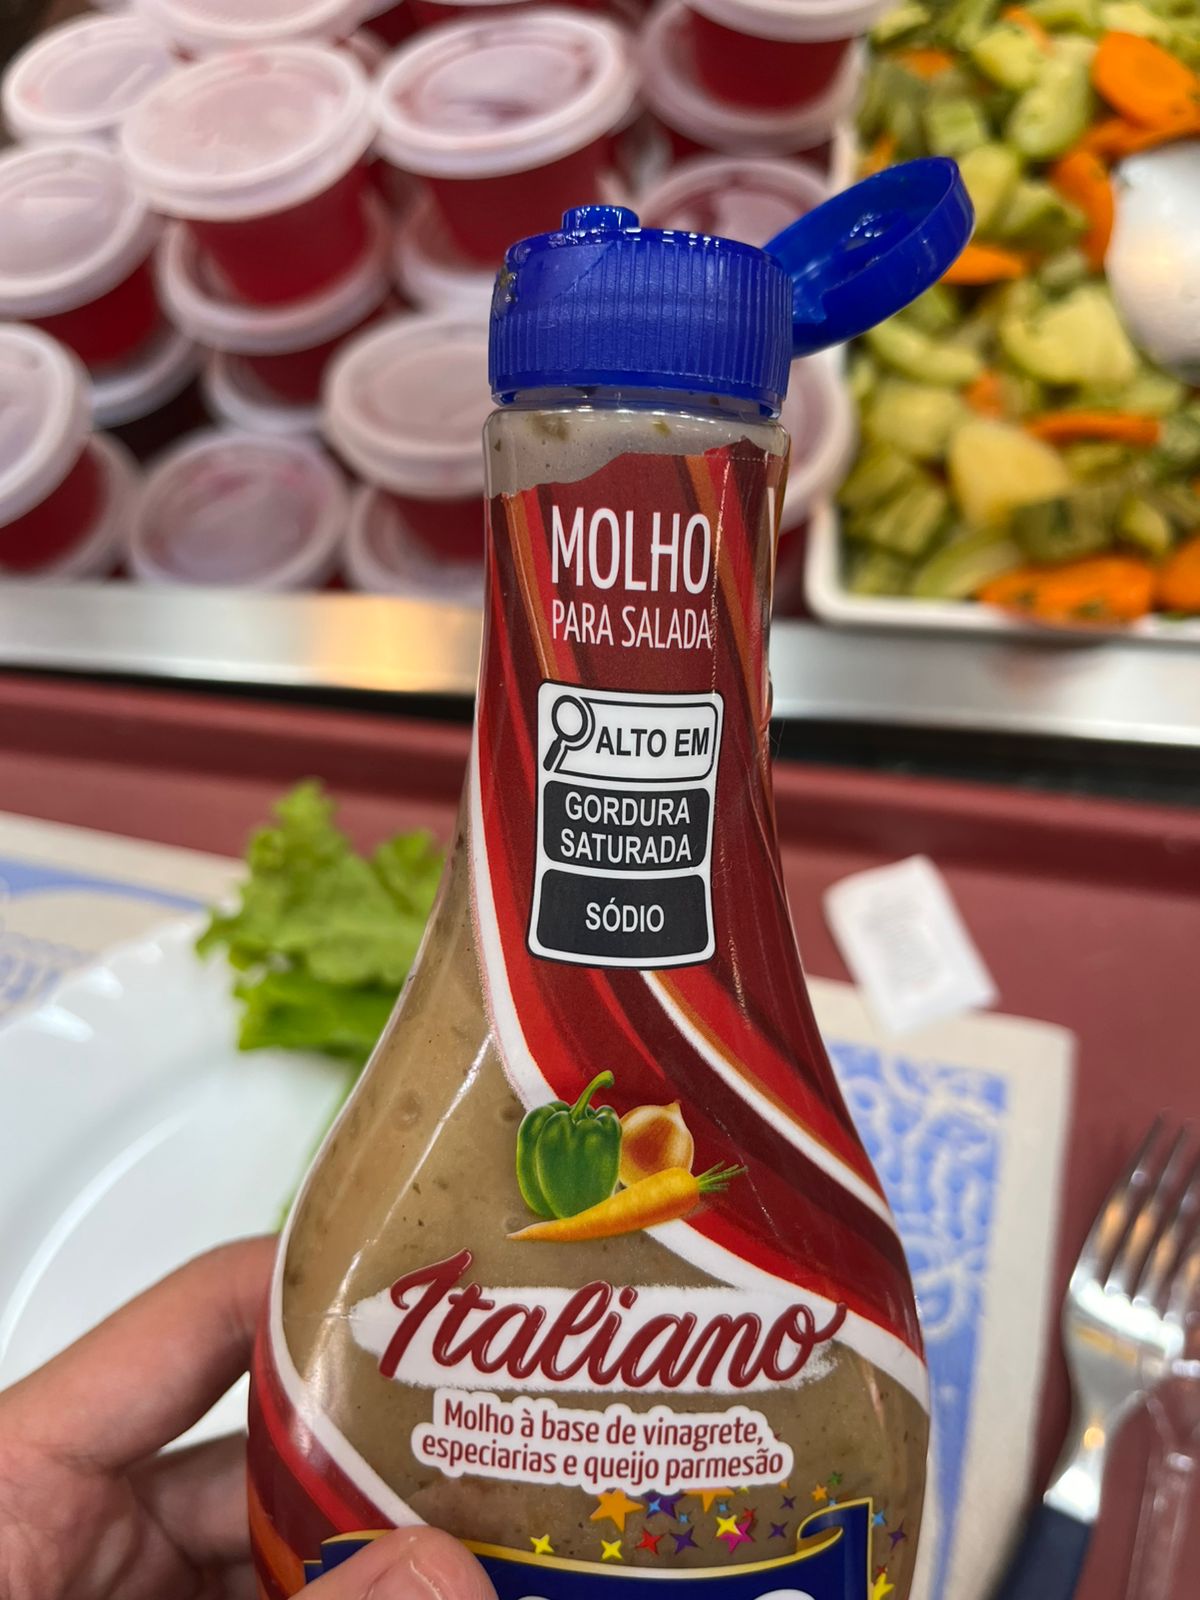 MOLHO
PARA SALADA
ALTO EM
GORDURA
SATURADA
SÓDIO
Italiano
Molho à base de vinagrete,
especiarias e queijo parmesão